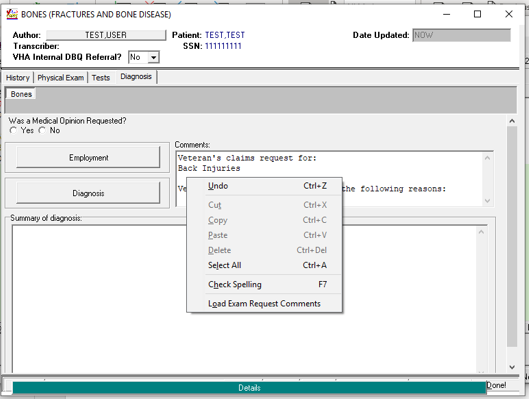 BONES (FRACTURES AND BONE DISEASE)
Author: TEST,USER Patient: TEST,TEST Date Updated: NOW
Transcriber: SSN: 111111111
VHA Internal DBQ Referral? No
History Physical Exam Tests Diagnosis
Bones
Was a Medical Opinion Requested?
Yes No
Comments:
Employment
Veteran's claims request for:
Back Injuries
Diagnosis
Ve the following reasons:
Undo Ctrl+Z
Cut Ctrl+X
Copy Ctrl+C
Paste Ctrl+V
Delete Ctrl+Del
Select All Ctrl+A
Check Spelling F7
Load Exam Request Comments
Summary of diagnosis:
Done!
Details